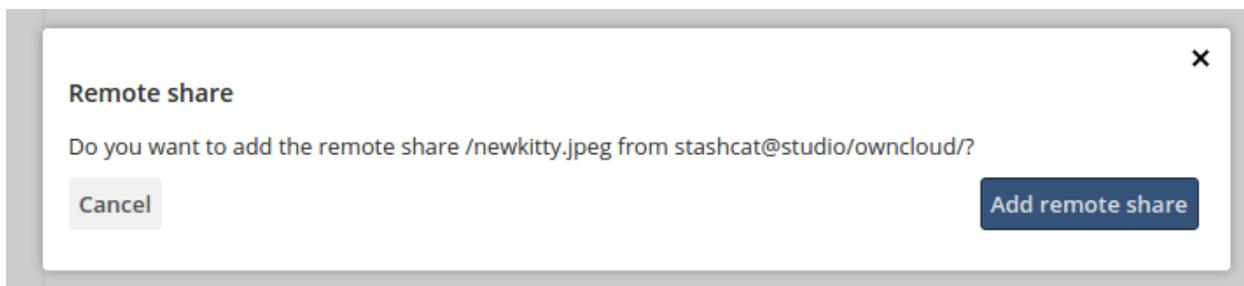 Remote share
Do you want to add the remote share /newkitty.jpeg from stashcat@studio/owncloud/?
Cancel
Add remote share